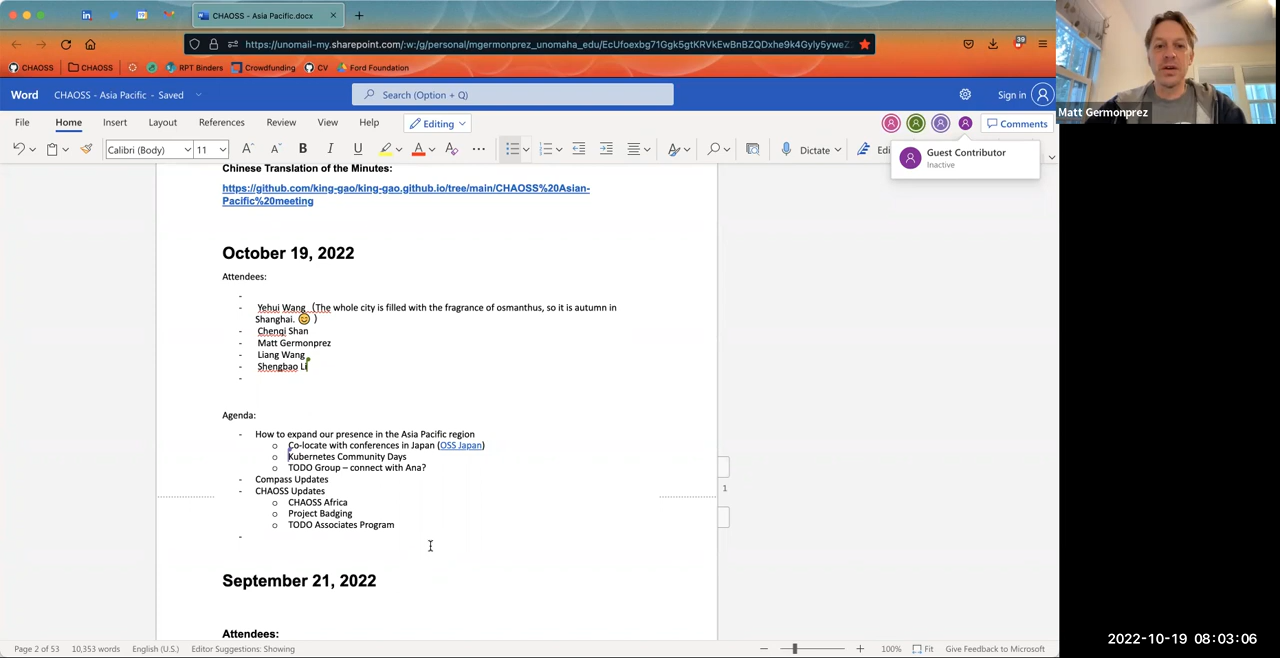 CHAOSS - Asia Pacific.docx
https://unomail-my.sharepoint.com/:w:/g/personal/mgermonprez_unomaha_edu/EcUfoexbg71Ggk5gtKRVkEwBnBZQDxhe9k4Gyly5yweZ
39
CHAOSS
CHAOSS
RPT Binders
Crowdfunding
CV
Ford Foundation
Matt Germonprez
Word
CHAOSS - Asia Pacific - Saved
Search (Option + Q)
Sign in
File Home Insert Layout References Review View Help Editing Comments
Calibri (Body) 11 B I U A Dictate Edi
Guest Contributor
Inactive
Chinese Translation of the Minutes:
https://github.com/king-gao/king-gao.github.io/tree/main/CHAOSS%20Asian-
Pacific%20meeting
October 19, 2022
Attendees:
-
- Yehui Wang (The whole city is filled with the fragrance of osmanthus, so it is autumn in
Shanghai. 😊 )
- Chenqi Shan
- Matt Germonprez
- Liang Wang
- Shengbao Li
-
Agenda:
- How to expand our presence in the Asia Pacific region
o Co-locate with conferences in Japan (OSS Japan)
o Kubernetes Community Days
o TODO Group – connect with Ana?
- Compass Updates
- CHAOSS Updates
o CHAOSS Africa
o Project Badging
o TODO Associates Program
-
1
September 21, 2022
Attendees:
Page 2 of 53 10,353 words English (U.S.) Editor Suggestions: Showing
100% Fit Give Feedback to Microsoft
2022-10-19 08:03:06